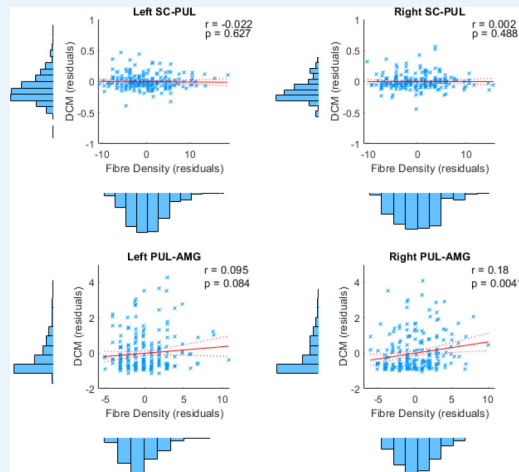 Left SC-PUL
r = -0.022
p = 0.627
DCM (residuals)
1
0.5
0
-0.5
-1
-10 0 10
Fibre Density (residuals)
Right SC-PUL
r = 0.002
p = 0.488
DCM (residuals)
1
0.5
0
-0.5
-1
-10 0 10
Fibre Density (residuals)
Left PUL-AMG
r = 0.095
p = 0.084
DCM (residuals)
4
2
0
-2
-5 0 5 10
Fibre Density (residuals)
Right PUL-AMG
r = 0.18
p = 0.004*
DCM (residuals)
4
2
0
-2
-5 0 5 10
Fibre Density (residuals)